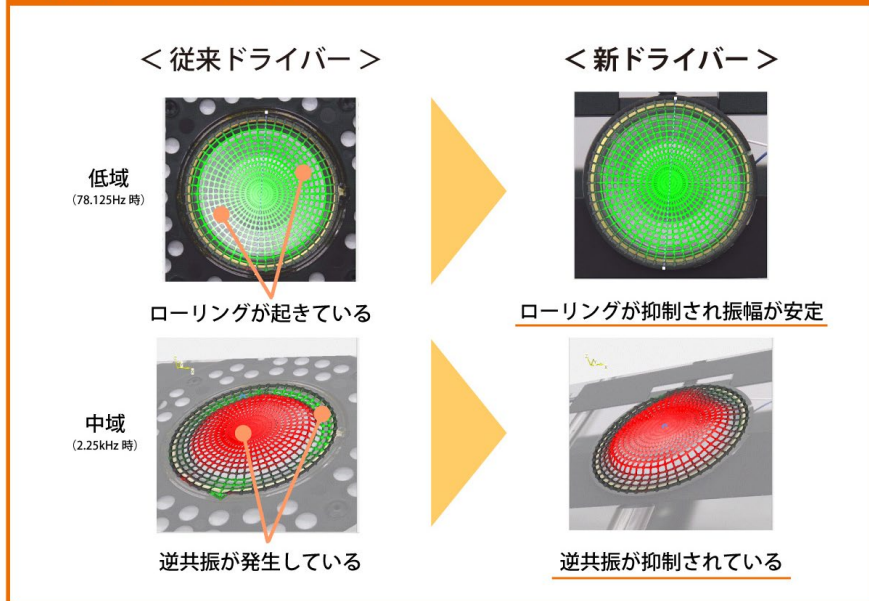 ＜ 従来ドライバー ＞
＜ 新ドライバー ＞
低域
（78.125Hz 時）
ローリングが起きている
ローリングが抑制され振幅が安定
中域
（2.25kHz 時）
逆共振が発生している
逆共振が抑制されている